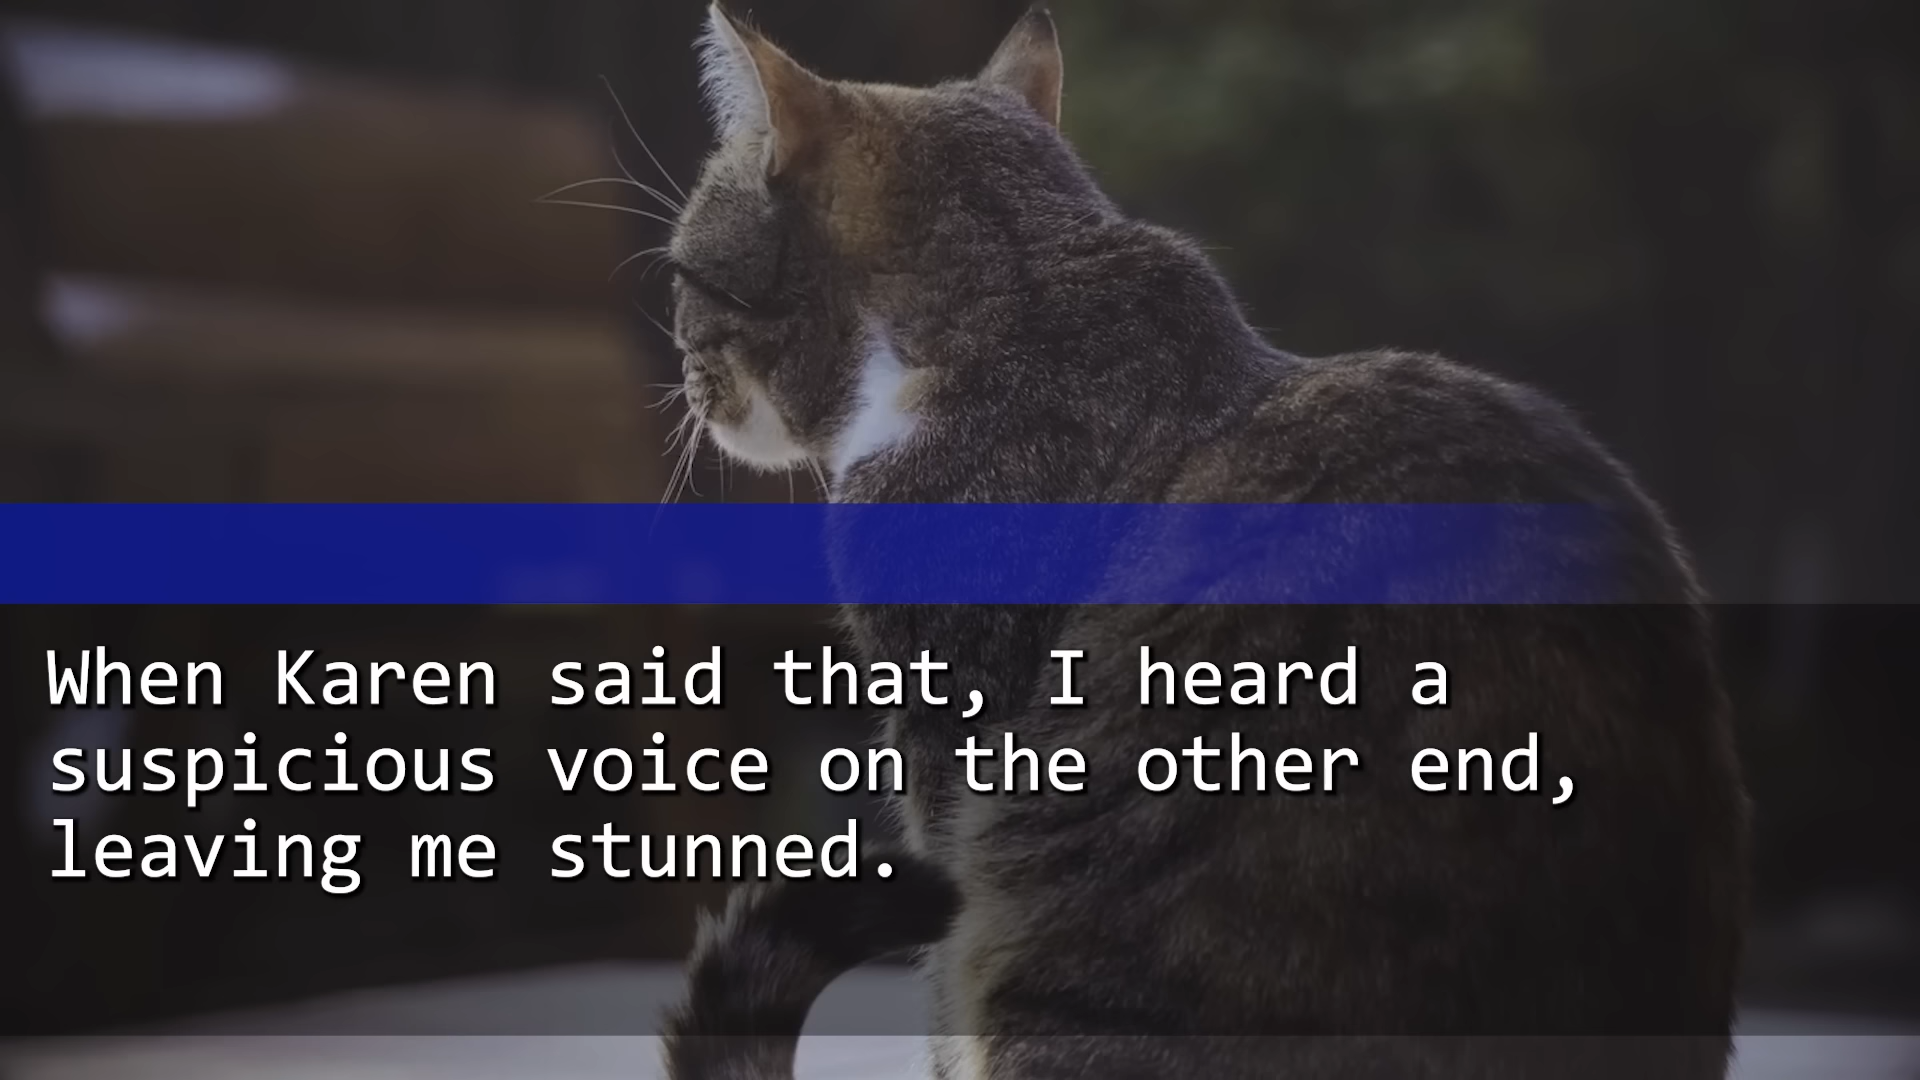 When Karen said that, I heard a
suspicious voice on the other end,
leaving me stunned.